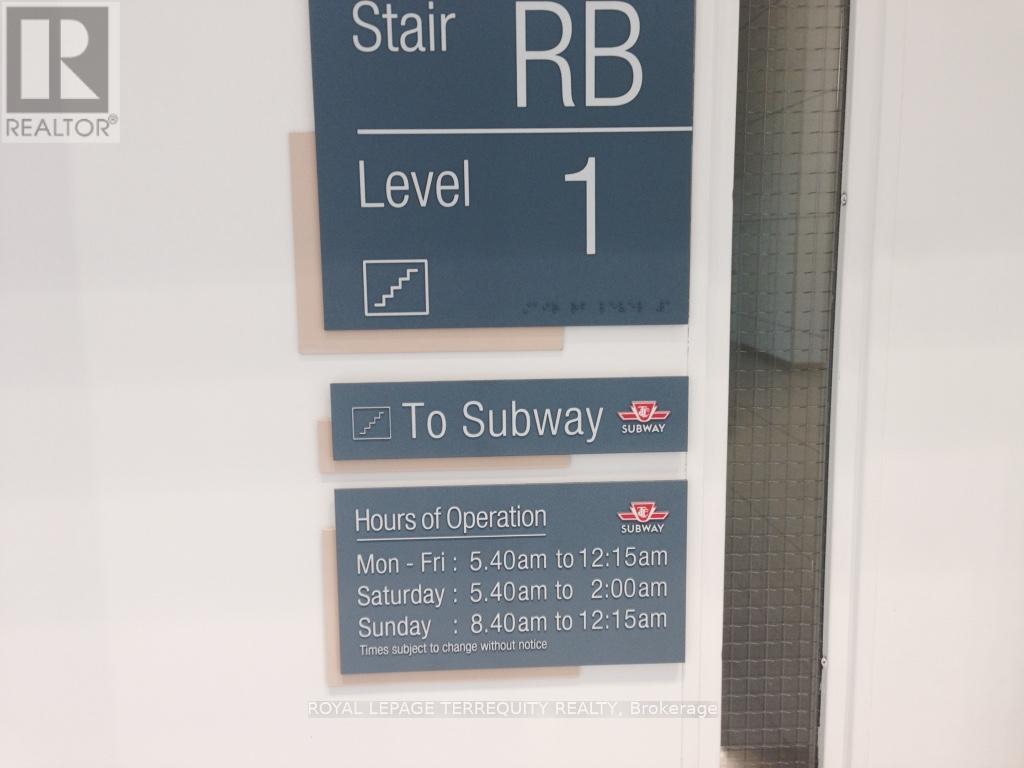 REALTOR®
Stair RB
Level 1
To Subway
SUBWAY
Hours of Operation
SUBWAY
Mon - Fri : 5.40am to 12:15am
Saturday : 5.40am to 2:00am
Sunday : 8.40am to 12:15am
Times subject to change without notice
ROYAL LEPAGE TERREQUITY REALTY, Brokerage